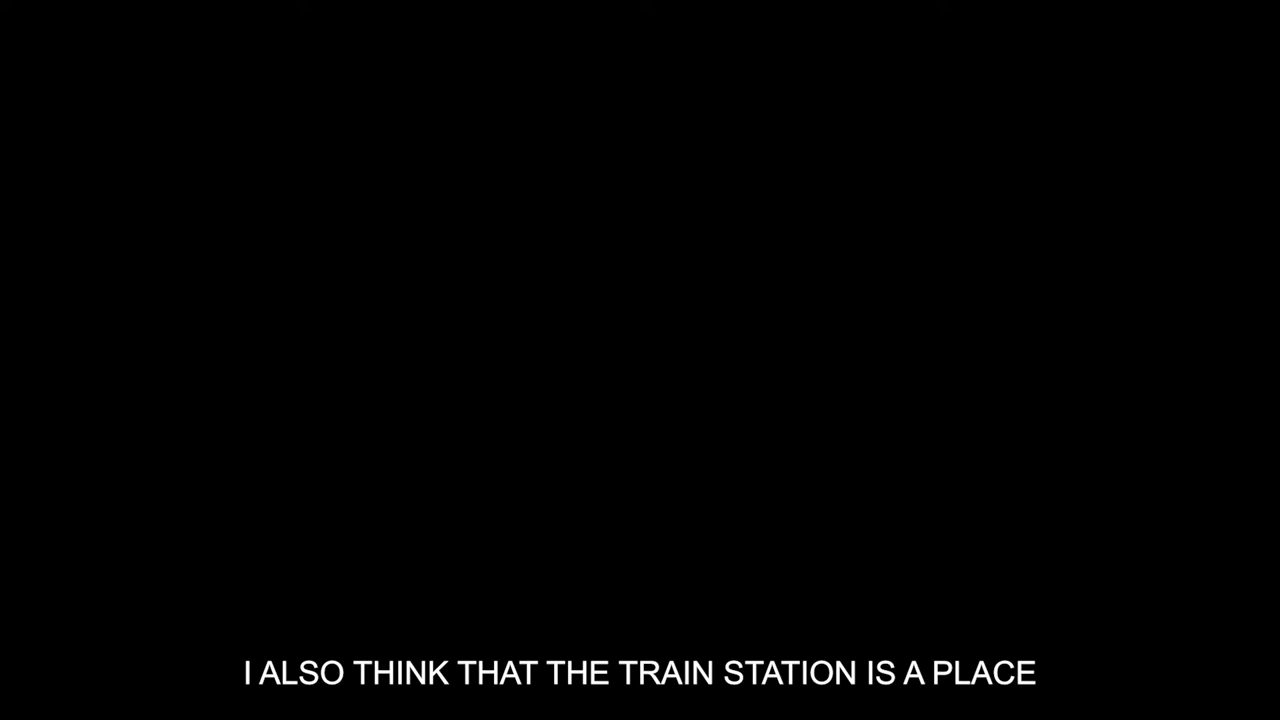 I ALSO THINK THAT THE TRAIN STATION IS A PLACE